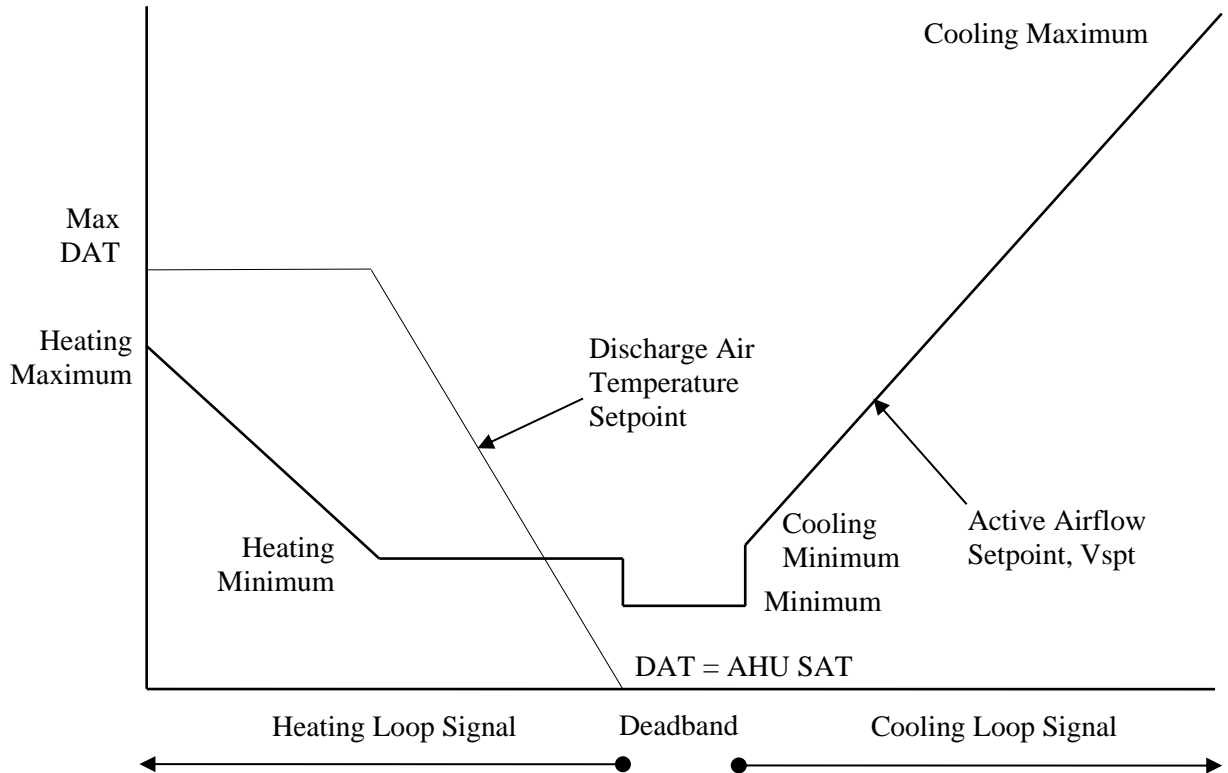 Cooling Maximum
Max
DAT
Heating
Maximum
Discharge Air
Temperature
Setpoint
Heating
Minimum
Cooling
Minimum
Active Airflow
Setpoint, Vspt
Minimum
DAT = AHU SAT
Heating Loop Signal
Deadband
Cooling Loop Signal